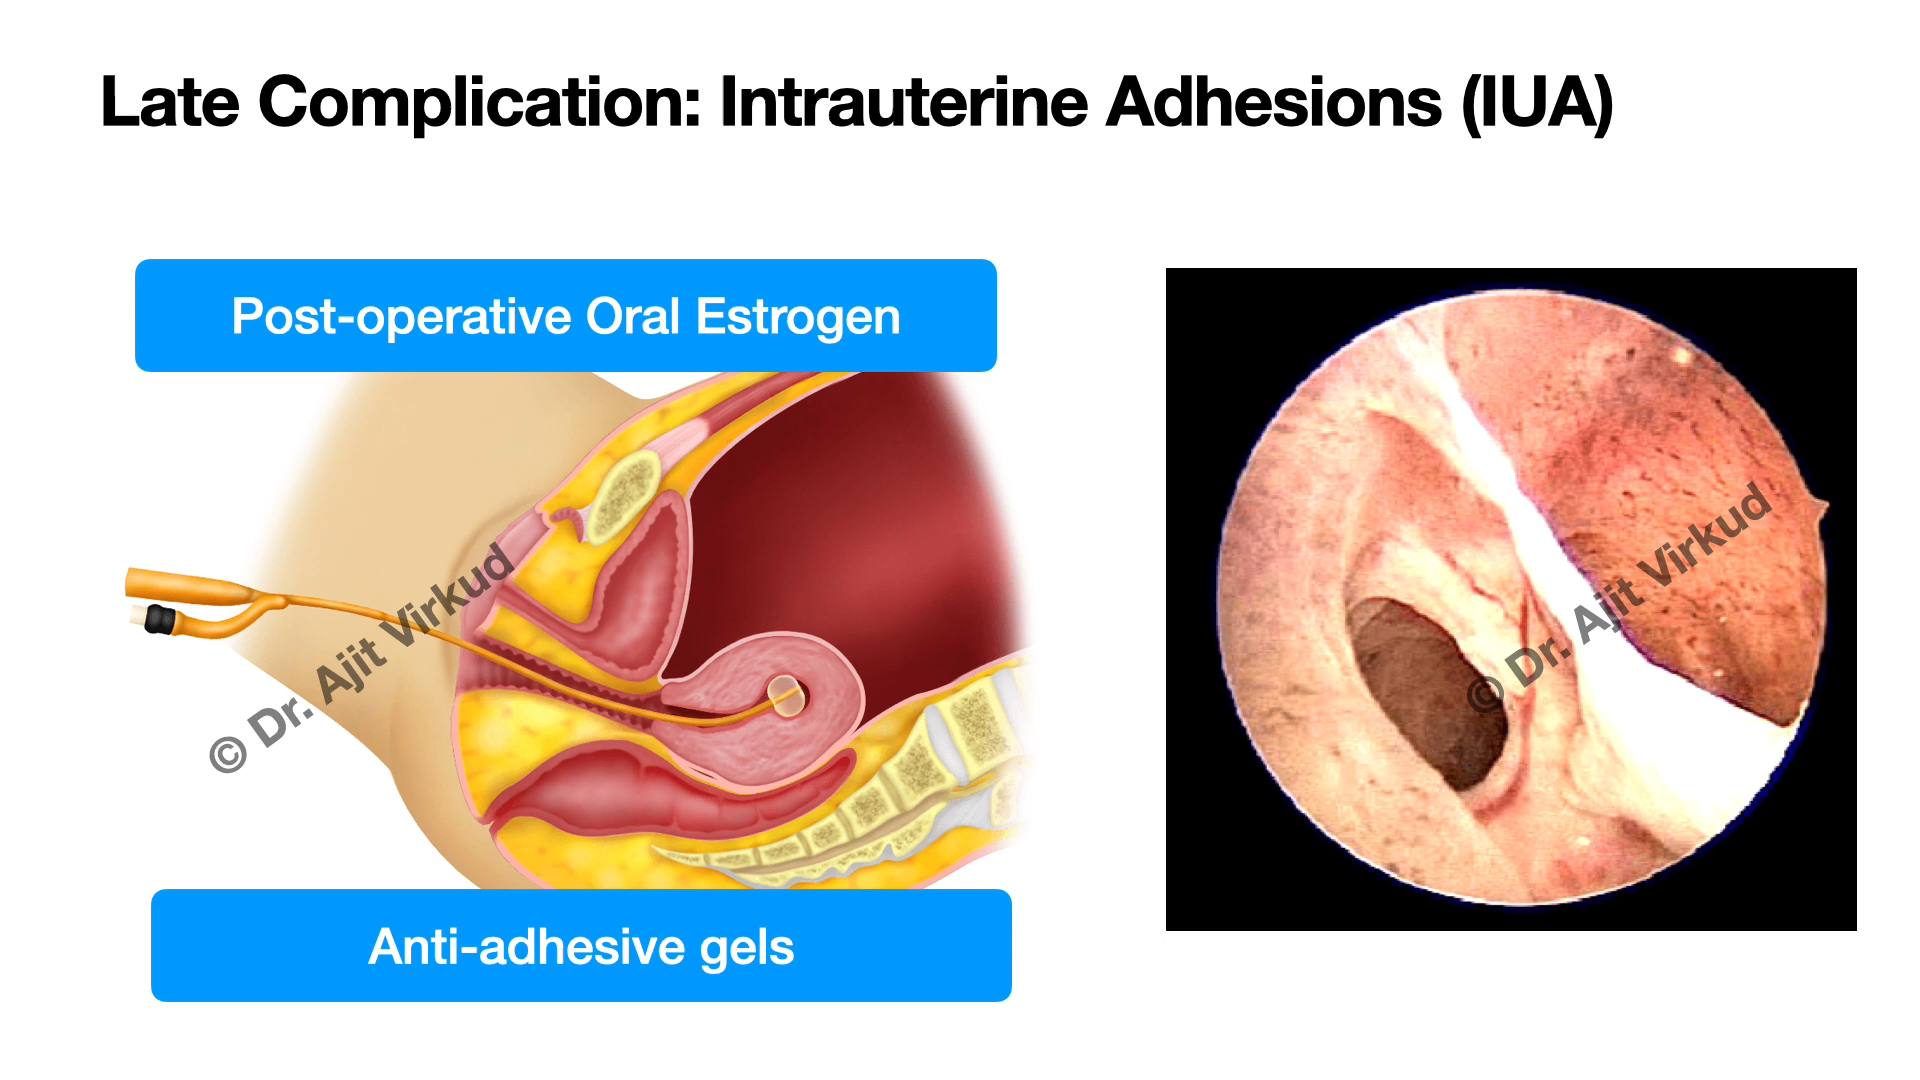 Late Complication: Intrauterine Adhesions (IUA)
Post-operative Oral Estrogen
© Dr. Ajit Virkud
© Dr. Ajit Virkud
Anti-adhesive gels